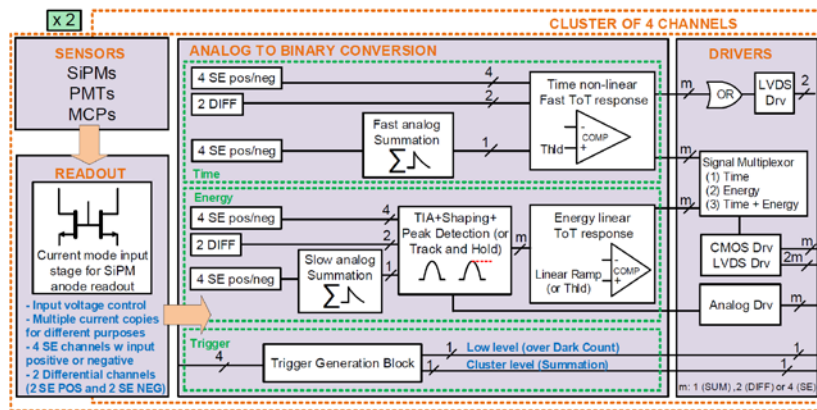 x 2
CLUSTER OF 4 CHANNELS
SENSORS
SiPMs
PMTs
MCPs
READOUT
Current mode input
stage for SiPM
anode readout
- Input voltage control
- Multiple current copies
for different purposes
- 4 SE channels w input
positive or negative
- 2 Differential channels
(2 SE POS and 2 SE NEG)
ANALOG TO BINARY CONVERSION
4 SE pos/neg
4
2 DIFF
2
4 SE pos/neg
Fast analog
Summation
∑
1
Time non-linear
Fast ToT response
-
COMP
Thld
+
Time
Energy
4 SE pos/neg
4
2 DIFF
2
4 SE pos/neg
Slow analog
Summation
∑
1
TIA+Shaping+
Peak Detection (or
Track and Hold)
m
Energy linear
ToT response
-
COMP
Linear Ramp
+
(or Thld)
Trigger
4
Trigger Generation Block
1
Low level (over Dark Count)
1
1
Cluster level (Summation)
1
DRIVERS
m
OR
LVDS
Drv
2
m
Signal Multiplexor
(1) Time
(2) Energy
(3) Time + Energy
m
CMOS Drv
LVDS Drv
m
2m
Analog Drv
m
m: 1 (SUM), 2 (DIFF) or 4 (SE)